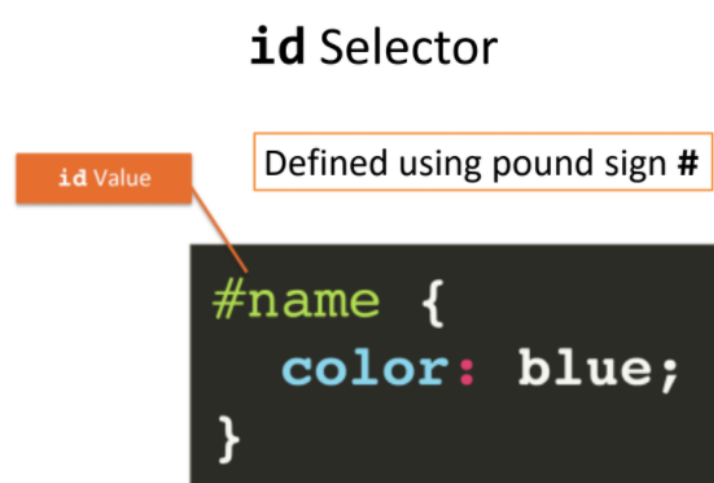 id Selector
Defined using pound sign #
id Value
#name {
color: blue;
}